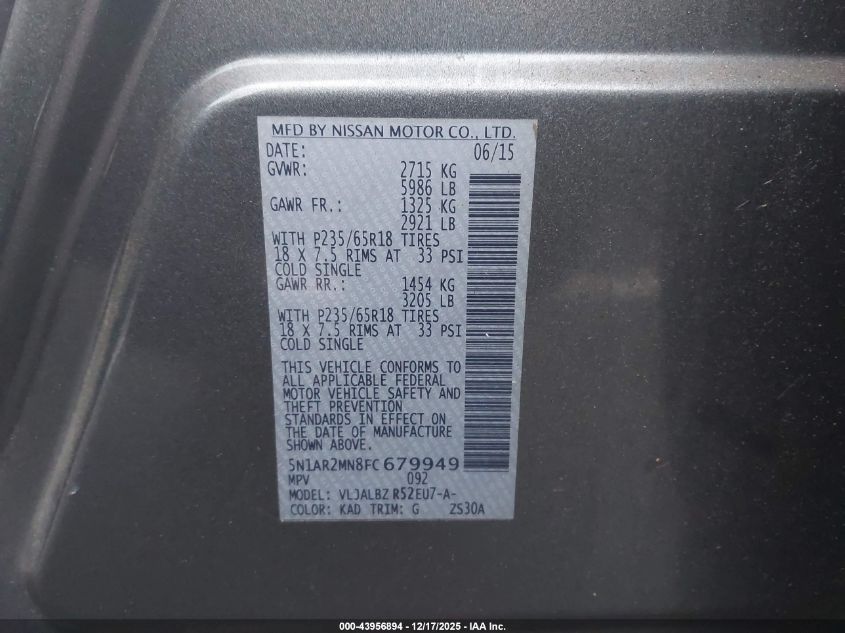 MFD BY NISSAN MOTOR CO., LTD.
DATE: 06/15
GVWR: 2715 KG
5986 LB
GAWR FR.: 1325 KG
2921 LB
WITH P235/65R18 TIRES
18 X 7.5 RIMS AT 33 PSI
COLD SINGLE
GAWR RR.: 1454 KG
3205 LB
WITH P235/65R18 TIRES
18 X 7.5 RIMS AT 33 PSI
COLD SINGLE
THIS VEHICLE CONFORMS TO
ALL APPLICABLE FEDERAL
MOTOR VEHICLE SAFETY AND
THEFT PREVENTION
STANDARDS IN EFFECT ON
THE DATE OF MANUFACTURE
SHOWN ABOVE.
5N1AR2MN8FC679949
MPV 092
MODEL: VLJALBZ R52EU7-A-
COLOR: KAD TRIM: G ZS30A
000-43956894 - 12/17/2025 - IAA Inc.